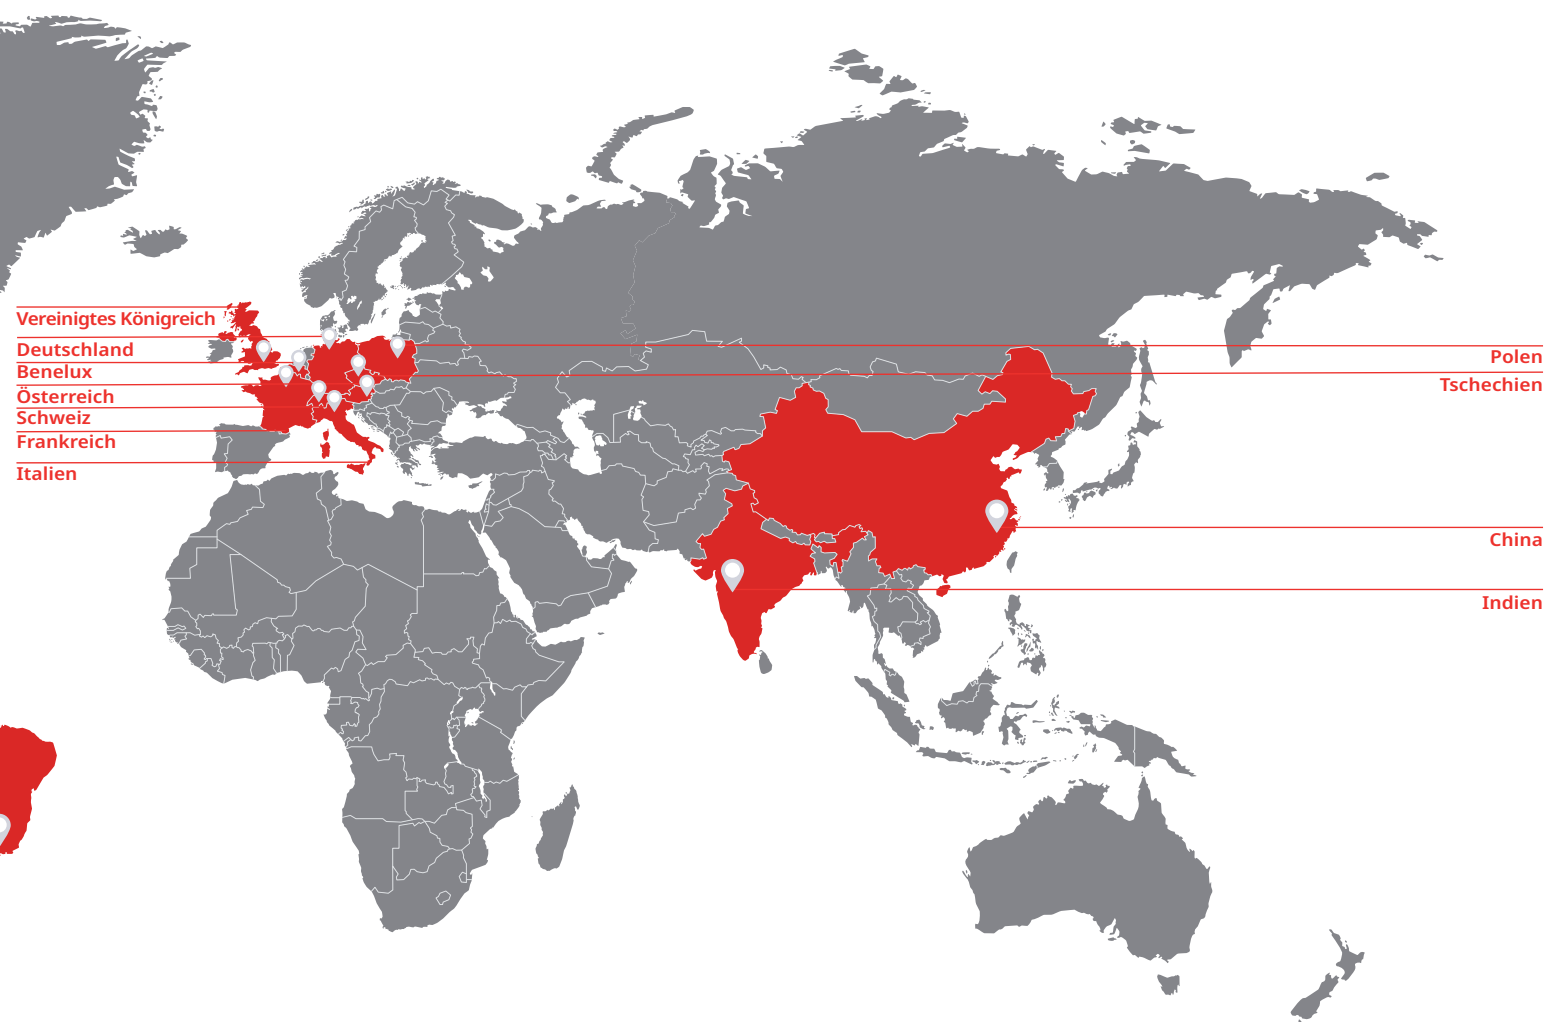 Vereinigtes Königreich
Deutschland
Benelux
Österreich
Schweiz
Frankreich
Italien
Polen
Tschechien
China
Indien